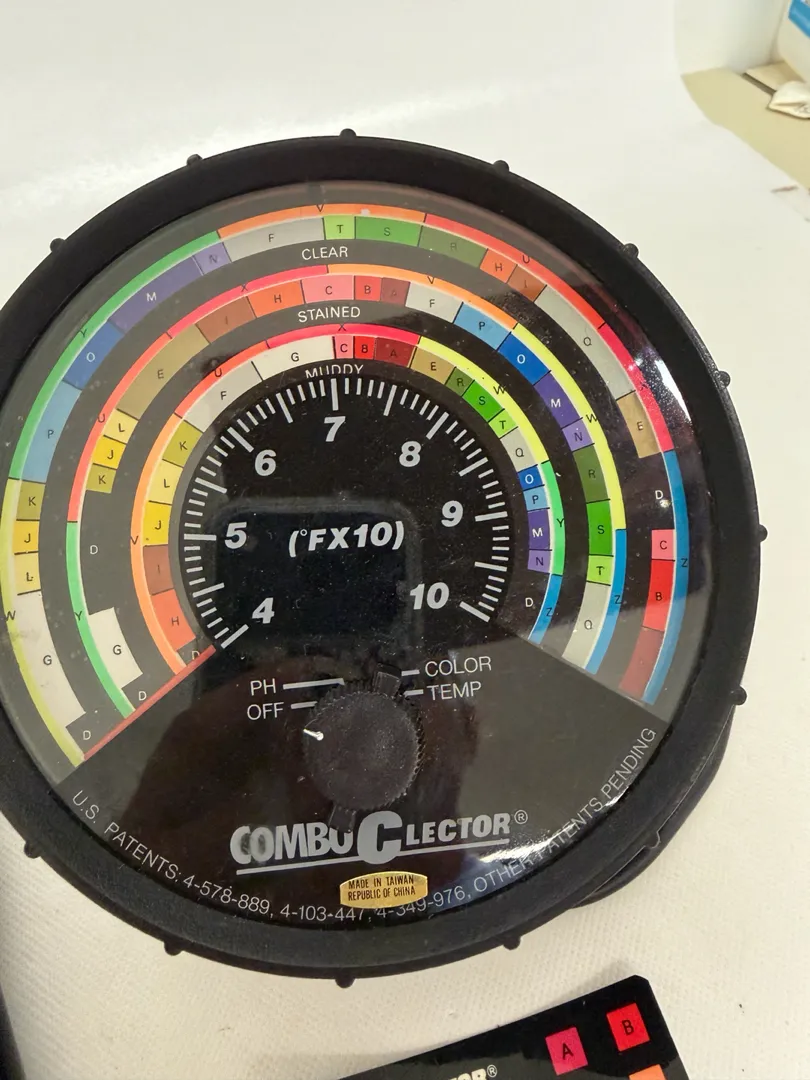 V
F T S R
CLEAR
Y M N H I U
X V
I H C B A F P
STAINED
O E O Q
X
G C B A
MUDDY
U F E R W
P U L J K K S T M N W E
7
6 8
K J L J I H
5 (°FX10) 9
Q O P M N Y R S T D C B Z
4 10
W G Y G D V H D D Z Q Z
D D
PH COLOR
OFF TEMP
COMBO C LECTOR®
MADE IN TAIWAN
REPUBLIC OF CHINA
U.S. PATENTS: 4-578-889, 4-103-447, 4-349-976, OTHER PATENTS PENDING
A B
®